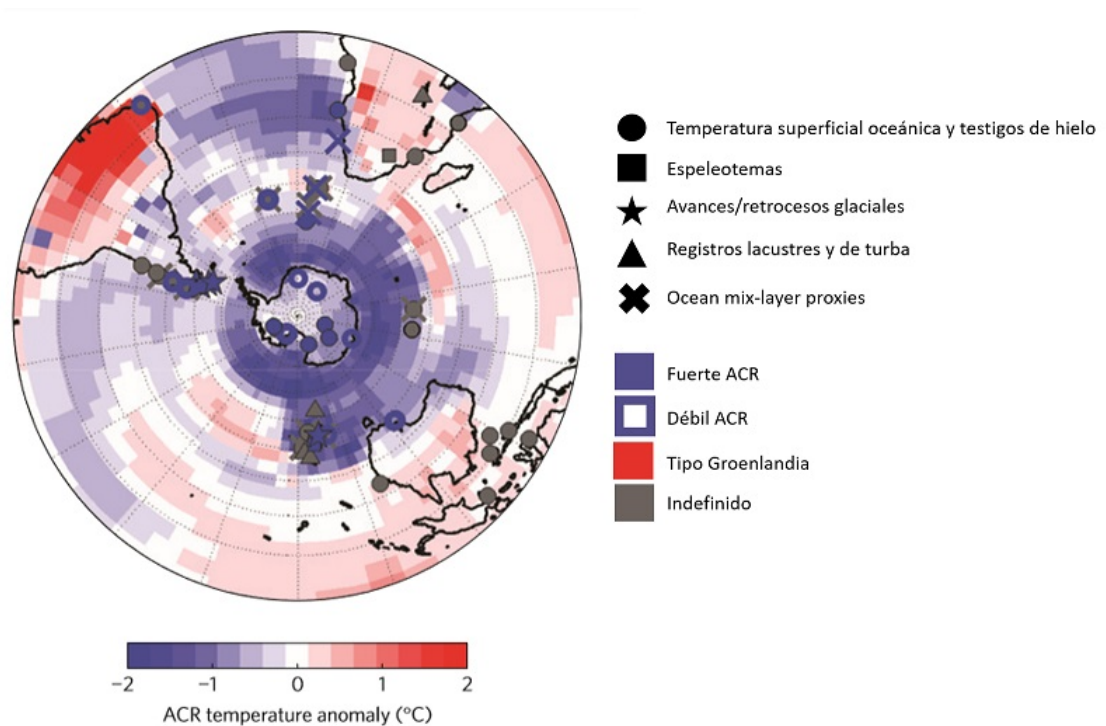 Temperatura superficial oceánica y testigos de hielo
Espeleotemas
Avances/retrocesos glaciales
Registros lacustres y de turba
Ocean mix-layer proxies
Fuerte ACR
Débil ACR
Tipo Groenlandia
Indefinido
−2 −1 0 1 2
ACR temperature anomaly (°C)